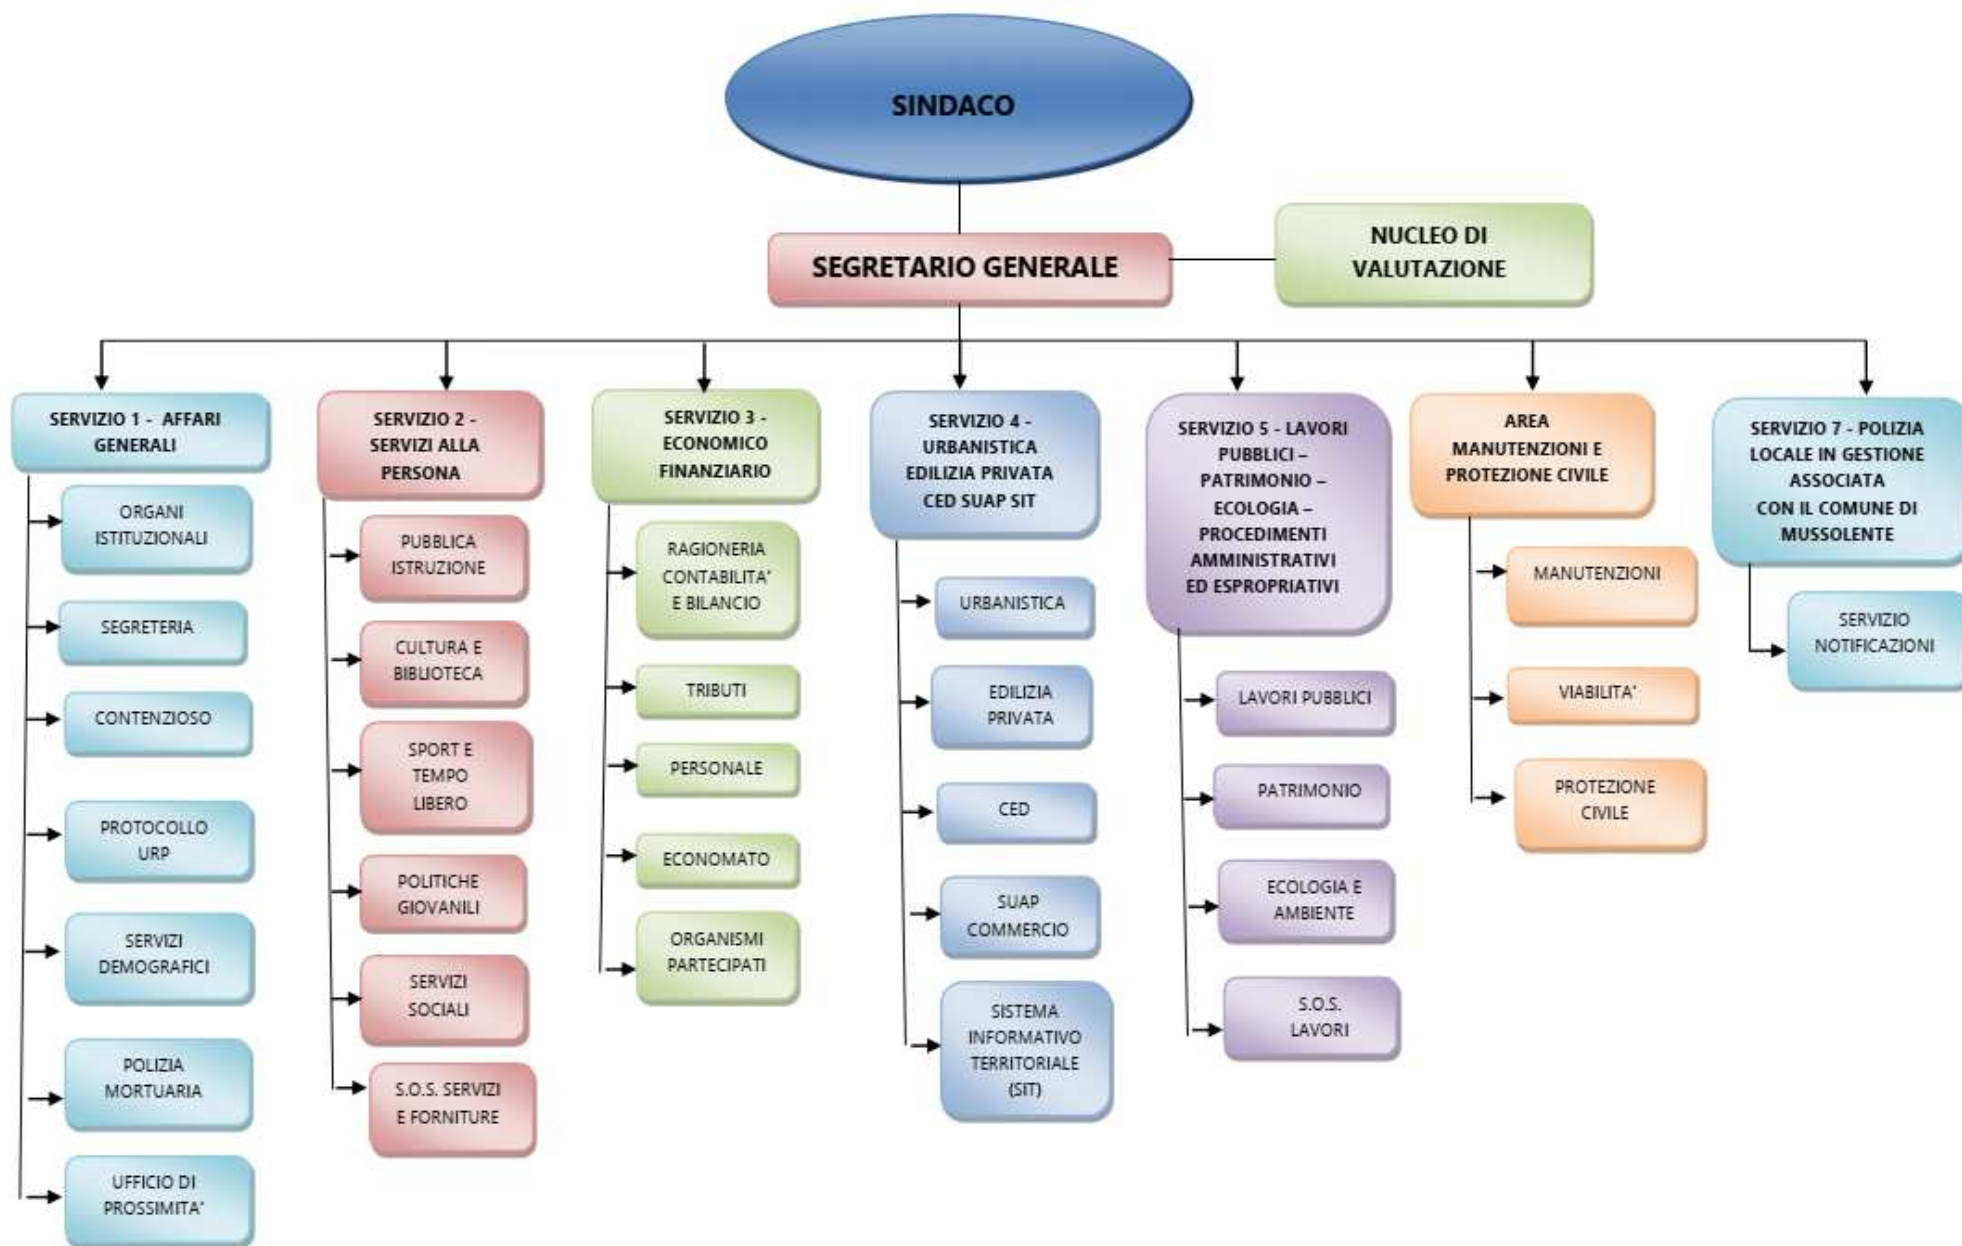 SINDACO
SEGRETARIO GENERALE
NUCLEO DI
VALUTAZIONE
SERVIZIO 1 - AFFARI
GENERALI
ORGANI
ISTITUZIONALI
SEGRETERIA
CONTENZIOSO
PROTOCOLLO
URP
SERVIZI
DEMOGRAFICI
POLIZIA
MORTUARIA
UFFICIO DI
PROSSIMITA'
SERVIZIO 2 -
SERVIZI ALLA
PERSONA
PUBBLICA
ISTRUZIONE
CULTURA E
BIBLIOTECA
SPORT E
TEMPO
LIBERO
POLITICHE
GIOVANILI
SERVIZI
SOCIALI
S.O.S. SERVIZI
E FORNITURE
SERVIZIO 3 -
ECONOMICO
FINANZIARIO
RAGIONERIA
CONTABILITA'
E BILANCIO
TRIBUTI
PERSONALE
ECONOMATO
ORGANISMI
PARTECIPATI
SERVIZIO 4 -
URBANISTICA
EDILIZIA PRIVATA
CED SUAP SIT
URBANISTICA
EDILIZIA
PRIVATA
CED
SUAP
COMMERCIO
SISTEMA
INFORMATIVO
TERRITORIALE
(SIT)
SERVIZIO 5 - LAVORI
PUBBLICI –
PATRIMONIO –
ECOLOGIA –
PROCEDIMENTI
AMMINISTRATIVI
ED ESPROPRIATIVI
LAVORI PUBBLICI
PATRIMONIO
ECOLOGIA E
AMBIENTE
S.O.S.
LAVORI
AREA
MANUTENZIONI E
PROTEZIONE CIVILE
MANUTENZIONI
VIABILITA'
PROTEZIONE
CIVILE
SERVIZIO 7 - POLIZIA
LOCALE IN GESTIONE
ASSOCIATA
CON IL COMUNE DI
MUSSOLENTE
SERVIZIO
NOTIFICAZIONI